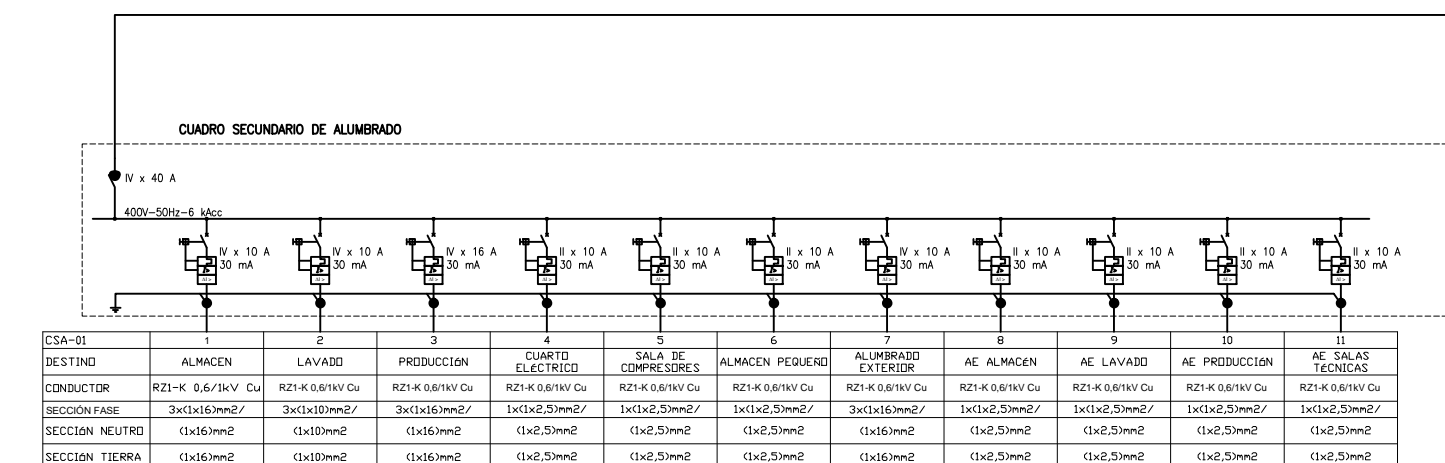 CUADRO SECUNDARIO DE ALUMBRADO
IV x 40 A
400V-50Hz-6 kAcc
IV x 10 A IV x 10 A IV x 16 A II x 10 A II x 10 A II x 10 A IV x 10 A II x 10 A II x 10 A II x 10 A II x 10 A
30 mA 30 mA 30 mA 30 mA 30 mA 30 mA 30 mA 30 mA 30 mA 30 mA 30 mA
CSA-01 1 2 3 4 5 6 7 8 9 10 11
DESTINO ALMACEN LAVADO PRODUCCIóN CUARTO ELéCTRICO SALA DE COMPRESORES ALMACEN PEQUEÑO ALUMBRADO EXTERIOR AE ALMACéN AE LAVADO AE PRODUCCIóN AE SALAS TéCNICAS
CONDUCTOR RZ1-K 0,6/1kV Cu RZ1-K 0,6/1kV Cu RZ1-K 0,6/1kV Cu RZ1-K 0,6/1kV Cu RZ1-K 0,6/1kV Cu RZ1-K 0,6/1kV Cu RZ1-K 0,6/1kV Cu RZ1-K 0,6/1kV Cu RZ1-K 0,6/1kV Cu RZ1-K 0,6/1kV Cu RZ1-K 0,6/1kV Cu
SECCIÓN FASE 3x(1x16)mm2/ 3x(1x10)mm2/ 3x(1x16)mm2/ 1x(1x2,5)mm2/ 1x(1x2,5)mm2/ 1x(1x2,5)mm2/ 3x(1x16)mm2/ 1x(1x2,5)mm2/ 1x(1x2,5)mm2/ 1x(1x2,5)mm2/ 1x(1x2,5)mm2/
SECCIóN NEUTRO (1x16)mm2 (1x10)mm2 (1x16)mm2 (1x2,5)mm2 (1x2,5)mm2 (1x2,5)mm2 (1x16)mm2 (1x2,5)mm2 (1x2,5)mm2 (1x2,5)mm2 (1x2,5)mm2
SECCIóN TIERRA (1x16)mm2 (1x10)mm2 (1x16)mm2 (1x2,5)mm2 (1x2,5)mm2 (1x2,5)mm2 (1x16)mm2 (1x2,5)mm2 (1x2,5)mm2 (1x2,5)mm2 (1x2,5)mm2